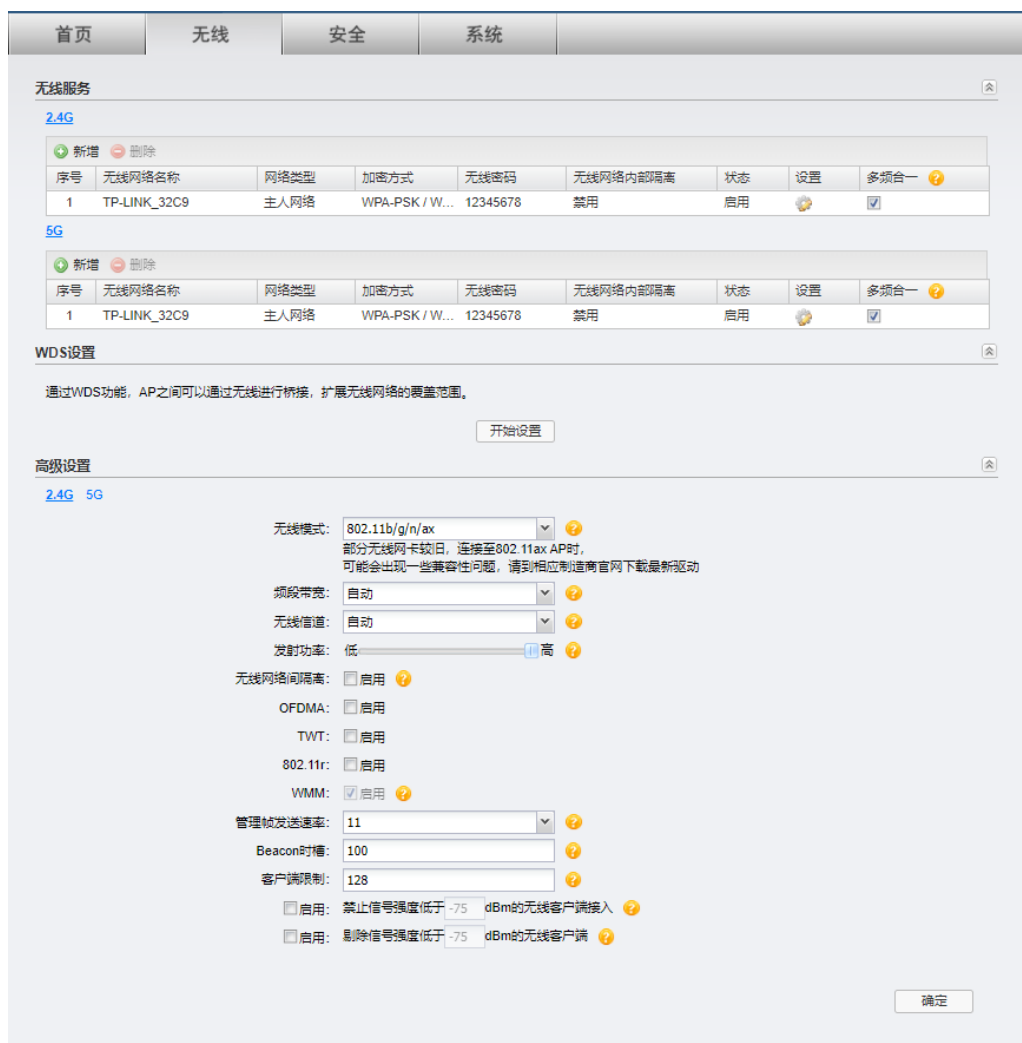 首页 无线 安全 系统
无线服务
2.4G
新增 删除
序号 无线网络名称 网络类型 加密方式 无线密码 无线网络内部隔离 状态 设置 多频合一
1 TP-LINK_32C9 主人网络 WPA-PSK / W... 12345678 禁用 启用
5G
新增 删除
序号 无线网络名称 网络类型 加密方式 无线密码 无线网络内部隔离 状态 设置 多频合一
1 TP-LINK_32C9 主人网络 WPA-PSK / W... 12345678 禁用 启用
WDS设置
通过WDS功能，AP之间可以通过无线进行桥接，扩展无线网络的覆盖范围。
开始设置
高级设置
2.4G 5G
无线模式： 802.11b/g/n/ax
部分无线网卡较旧，连接至802.11ax AP时，
可能会出现一些兼容性问题，请到相应制造商官网下载最新驱动
频段带宽： 自动
无线信道： 自动
发射功率： 低 高
无线网络间隔离： 启用
OFDMA： 启用
TWT： 启用
802.11r： 启用
WMM： 启用
管理帧发送速率： 11
Beacon时槽： 100
客户端限制： 128
启用： 禁止信号强度低于 -75 dBm的无线客户端接入
启用： 剔除信号强度低于 -75 dBm的无线客户端
确定